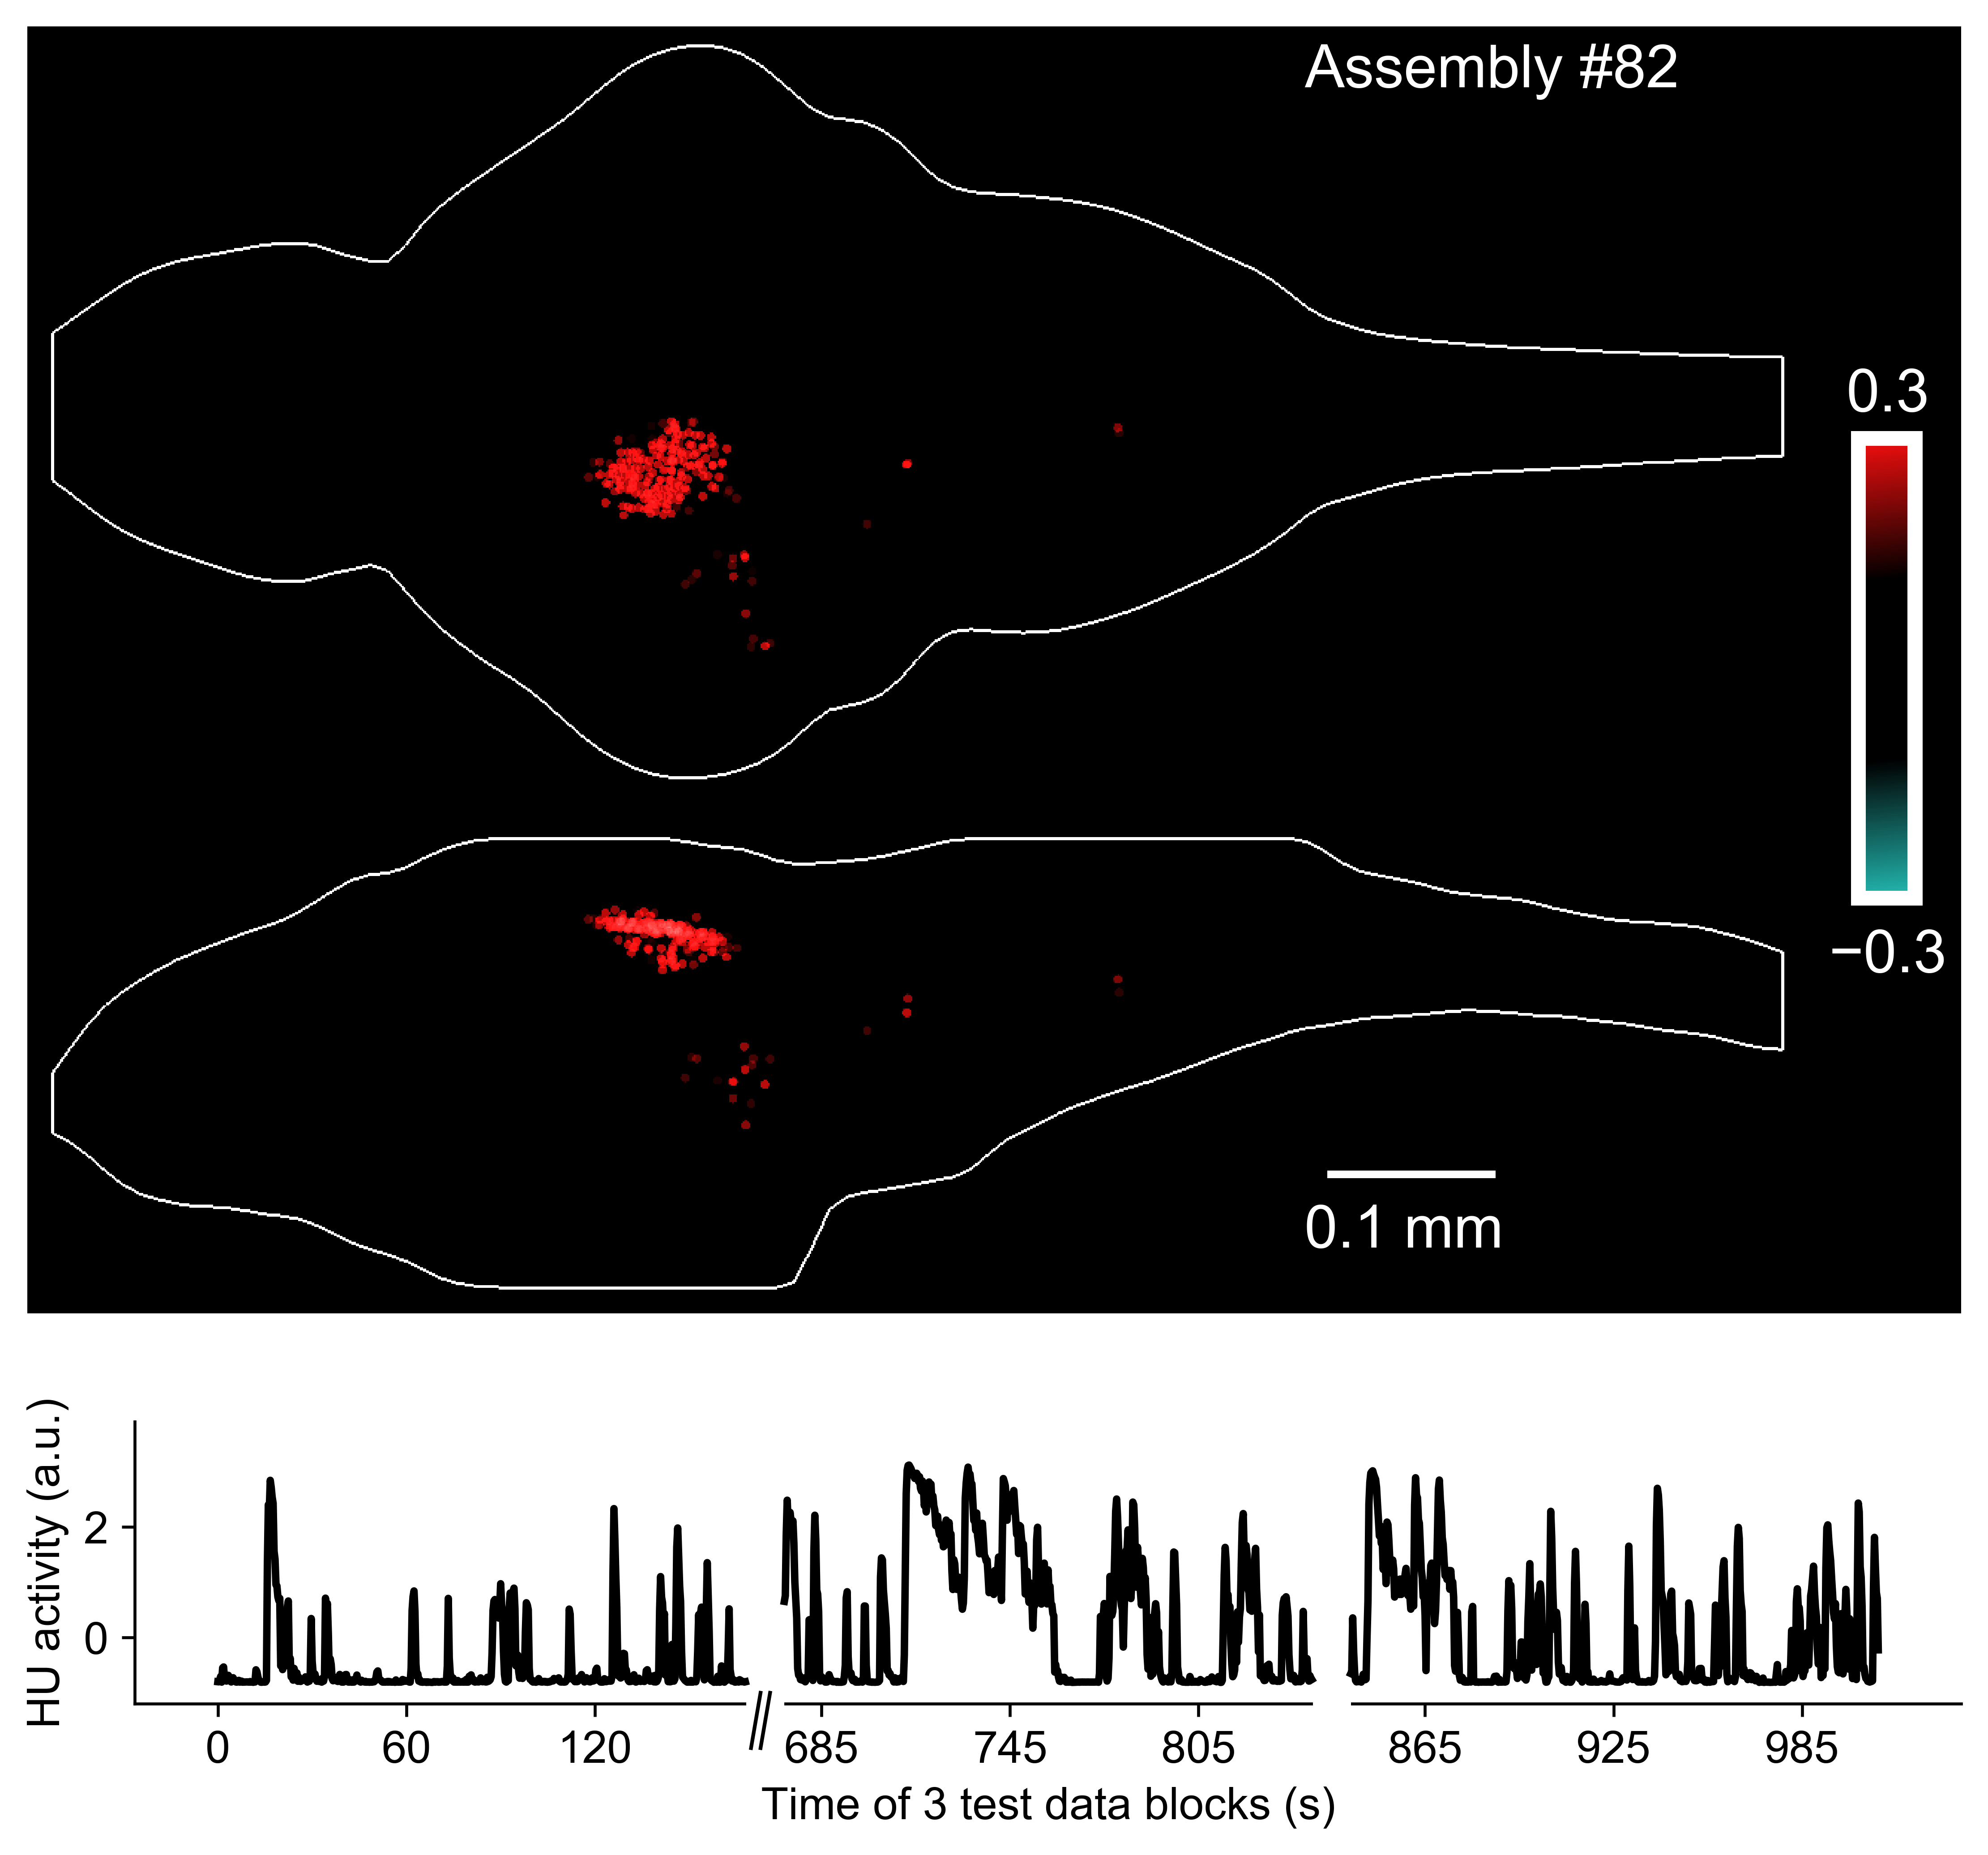 Assembly #82
0.3
−0.3
0.1 mm
HU activity (a.u.)
2
0
0 60 120 685 745 805 865 925 985
Time of 3 test data blocks (s)